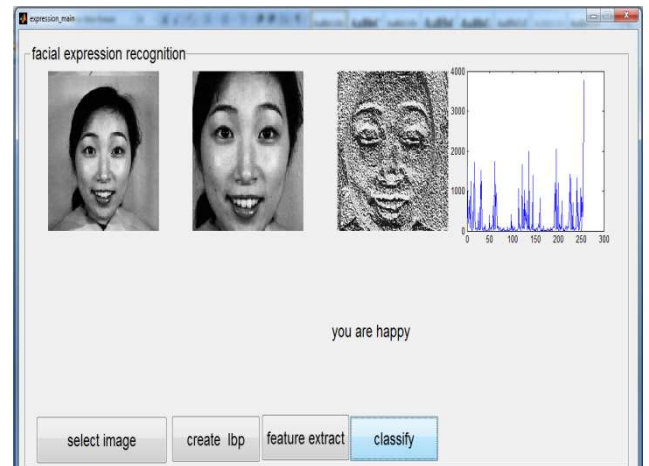 expression_main
facial expression recognition
4000
3000
2000
1000
0
0 50 100 150 200 250 300
you are happy
select image create lbp feature extract classify